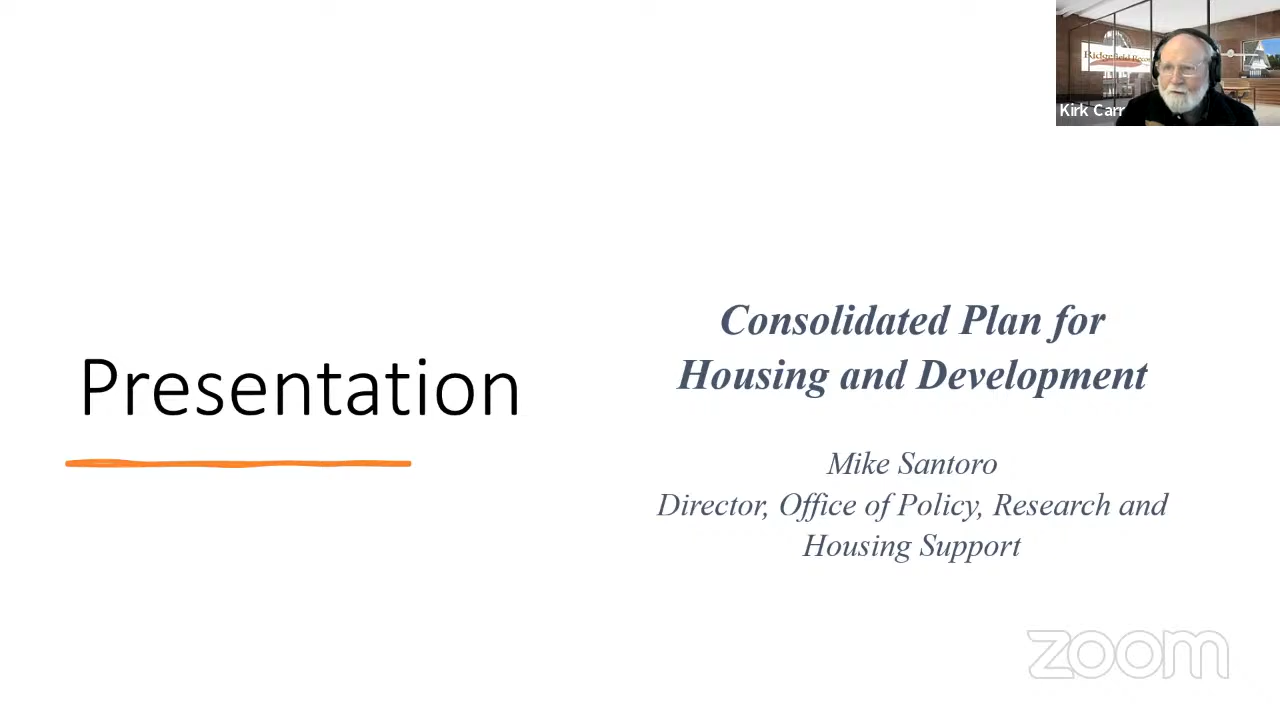 Ridgefield
Kirk Carr
Presentation
Consolidated Plan for
Housing and Development
Mike Santoro
Director, Office of Policy, Research and
Housing Support
zoom